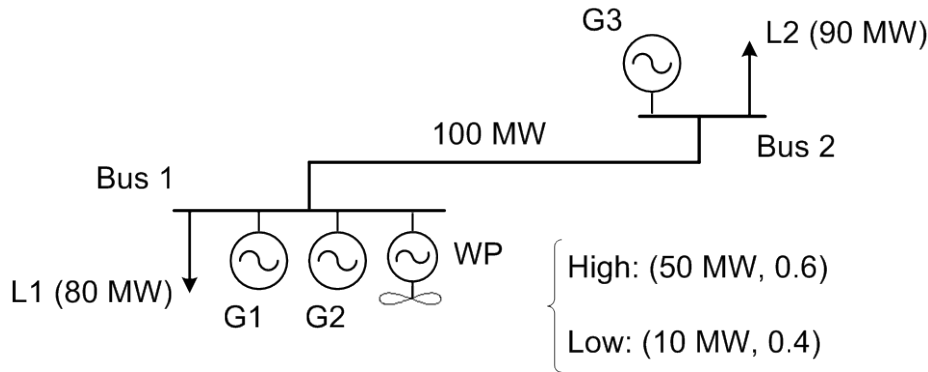 G3
L2 (90 MW)
100 MW
Bus 2
Bus 1
WP
High: (50 MW, 0.6)
L1 (80 MW)
G1
G2
Low: (10 MW, 0.4)